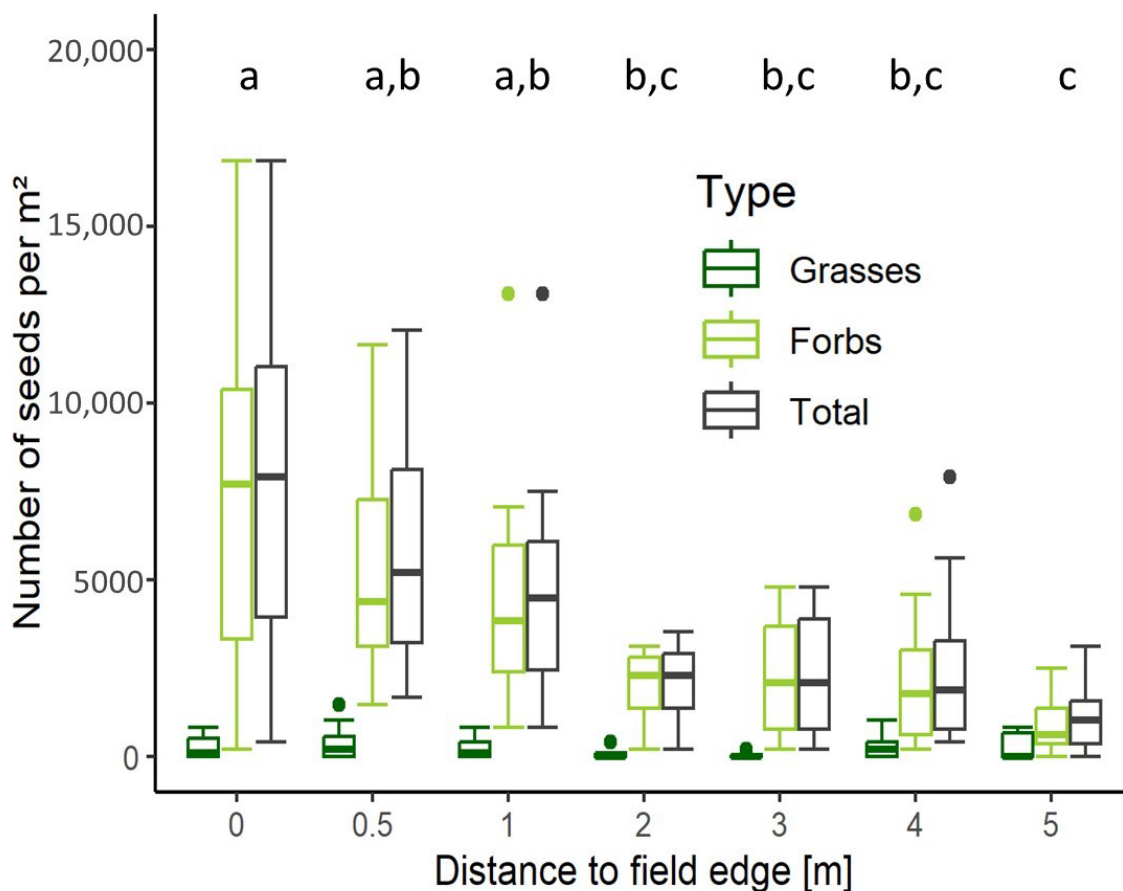 20,000
a a,b a,b b,c b,c b,c c
Type
15,000
Grasses
Forbs
10,000
Total
5000
0
Number of seeds per m²
0 0.5 1 2 3 4 5
Distance to field edge [m]